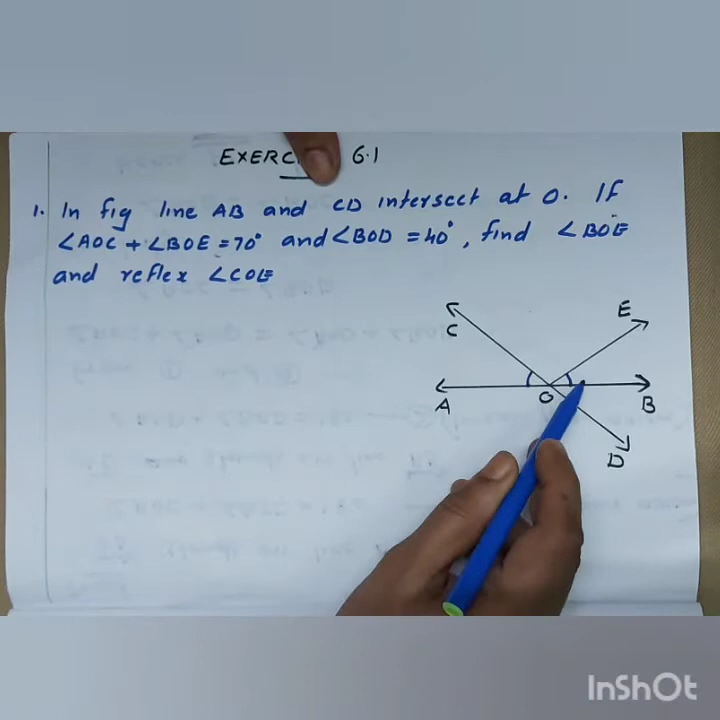 EXERC 6.1
1. In fig line AB and CD intersect at O. If
∠AOC + ∠BOE = 70° and ∠BOD = 40°, find ∠BOE
and reflex ∠COE
E
C
O
A
B
D
InShOt